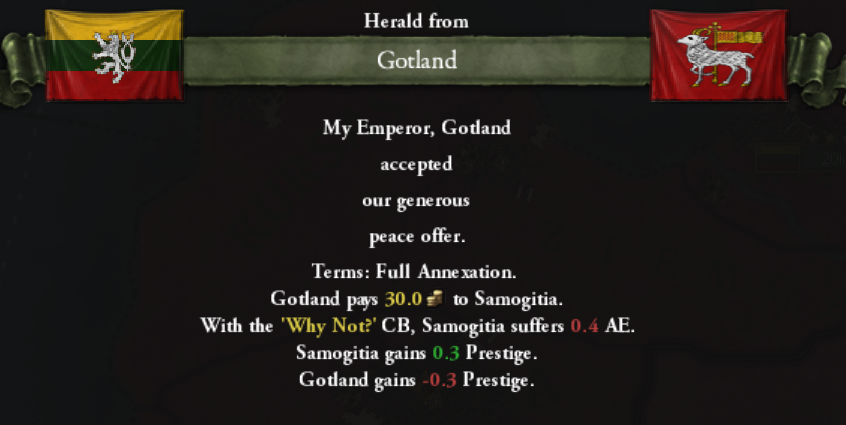 Herald from
Gotland
My Emperor, Gotland
accepted
our generous
peace offer.
Terms: Full Annexation.
Gotland pays 30.0 to Samogitia.
With the 'Why Not?' CB, Samogitia suffers 0.4 AE.
Samogitia gains 0.3 Prestige.
Gotland gains -0.3 Prestige.